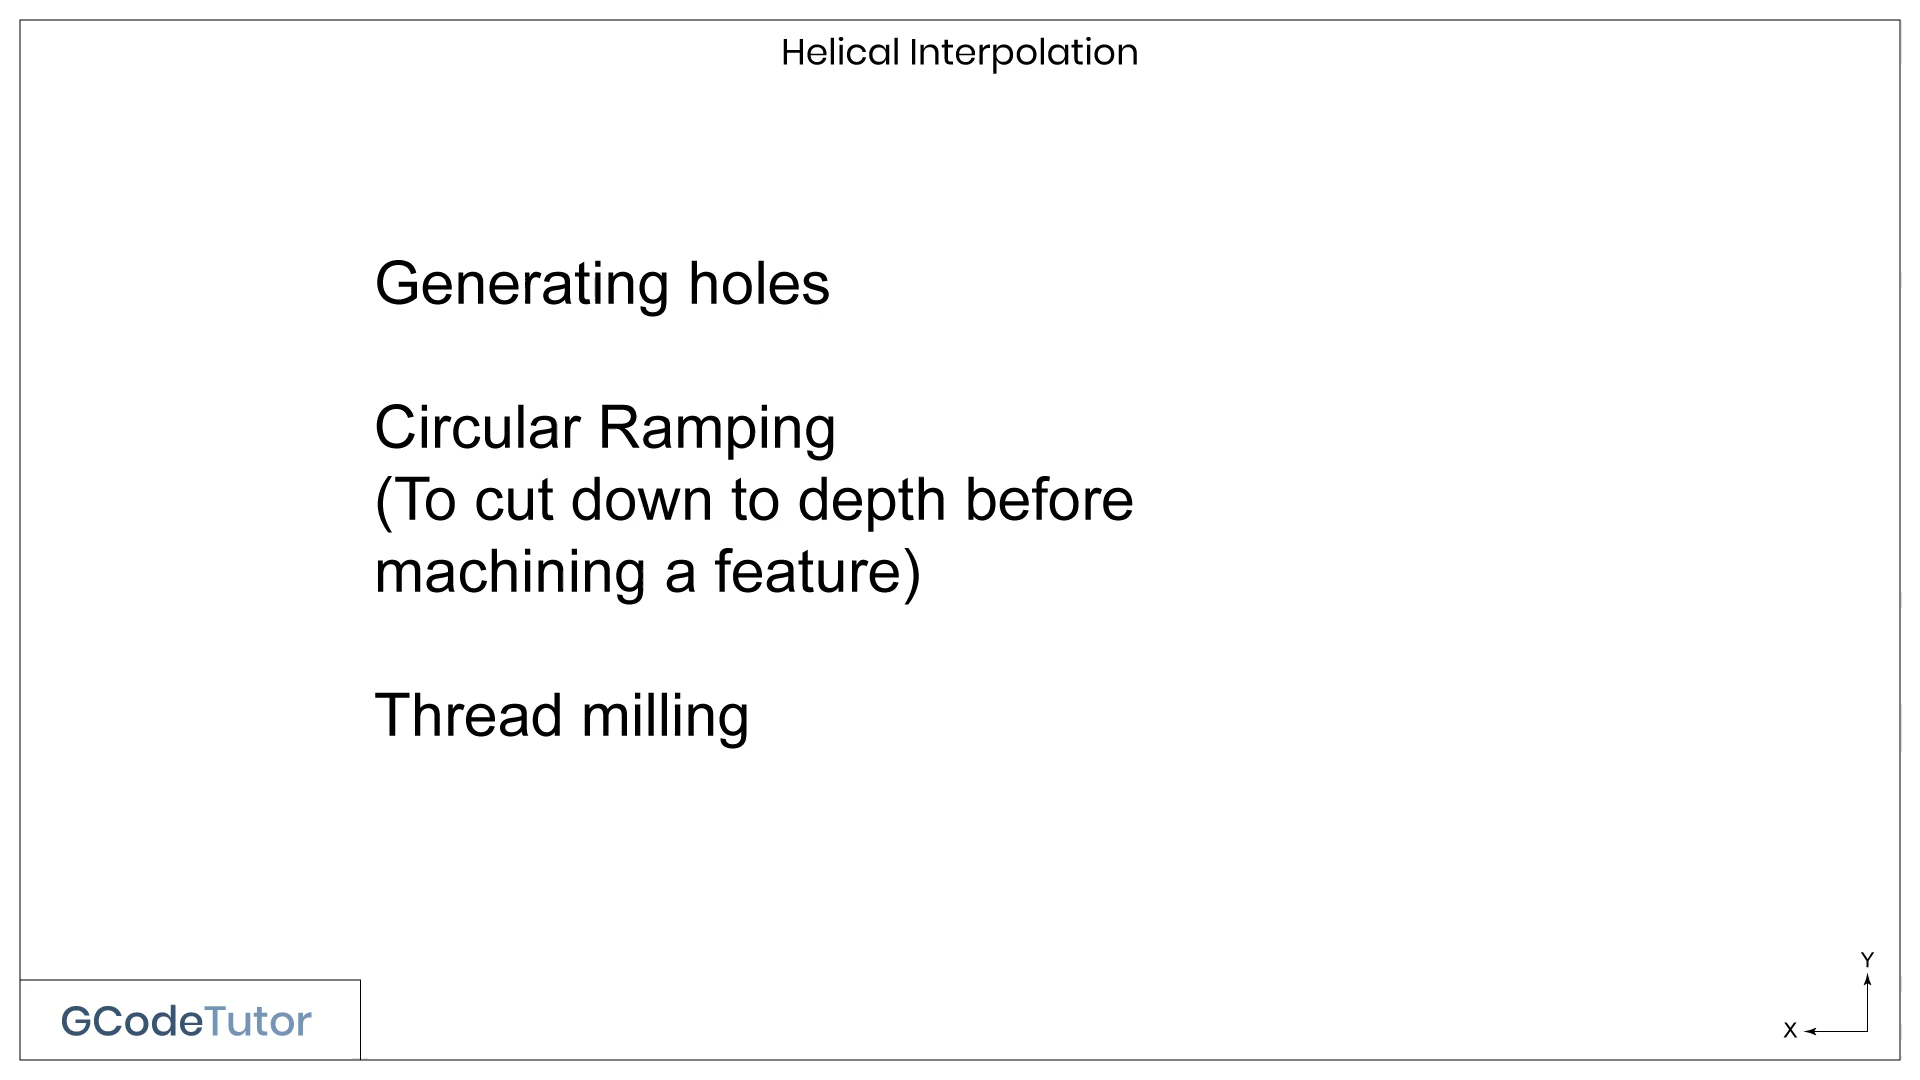 Helical Interpolation
Generating holes
Circular Ramping
(To cut down to depth before
machining a feature)
Thread milling
GCodeTutor
Y
X